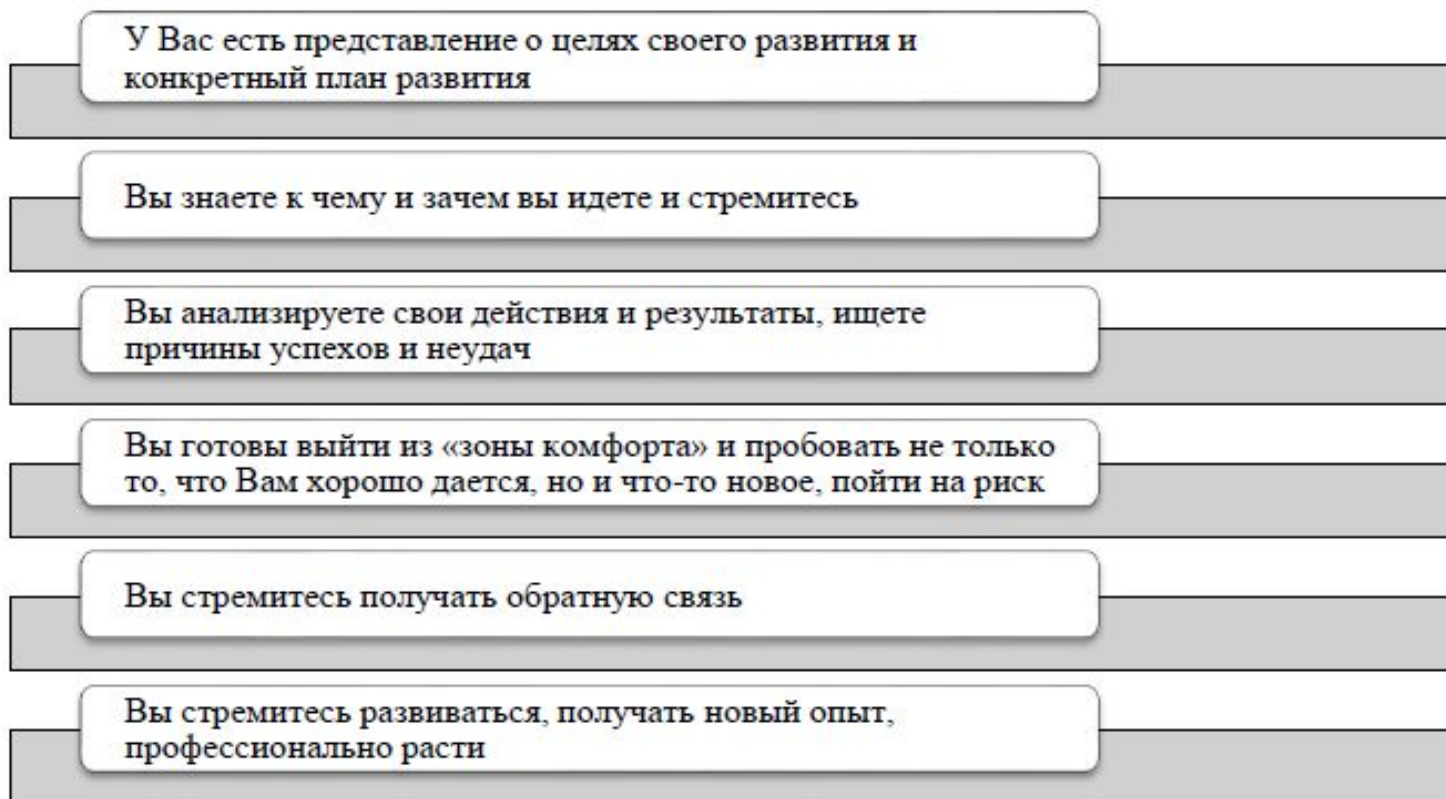 У Вас есть представление о целях своего развития и
конкретный план развития
Вы знаете к чему и зачем вы идете и стремитесь
Вы анализируете свои действия и результаты, ищете
причины успехов и неудач
Вы готовы выйти из «зоны комфорта» и пробовать не только
то, что Вам хорошо дается, но и что-то новое, пойти на риск
Вы стремитесь получать обратную связь
Вы стремитесь развиваться, получать новый опыт,
профессионально расти